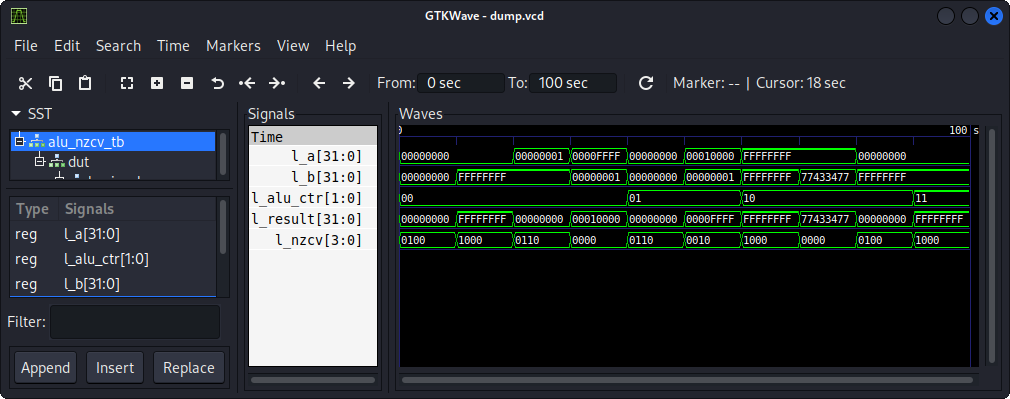 GTKWave - dump.vcd
File Edit Search Time Markers View Help
From: 0 sec To: 100 sec Marker: -- | Cursor: 18 sec
SST
alu_nzcv_tb
dut
Type Signals
reg l_a[31:0]
reg l_alu_ctr[1:0]
reg l_b[31:0]
Filter:
Append Insert Replace
Signals
Time
l_a[31:0]
l_b[31:0]
l_alu_ctr[1:0]
l_result[31:0]
l_nzcv[3:0]
Waves
0 100 s
00000000 00000001 0000FFFF 00000000 00010000 FFFFFFFF 00000000
00000000 FFFFFFFF 00000001 00000000 00000001 FFFFFFFF 77433477 FFFFFFFF
00 01 10 11
00000000 FFFFFFFF 00000000 00010000 00000000 0000FFFF FFFFFFFF 77433477 00000000 FFFFFFFF
0100 1000 0110 0000 0110 0010 1000 0000 0100 1000